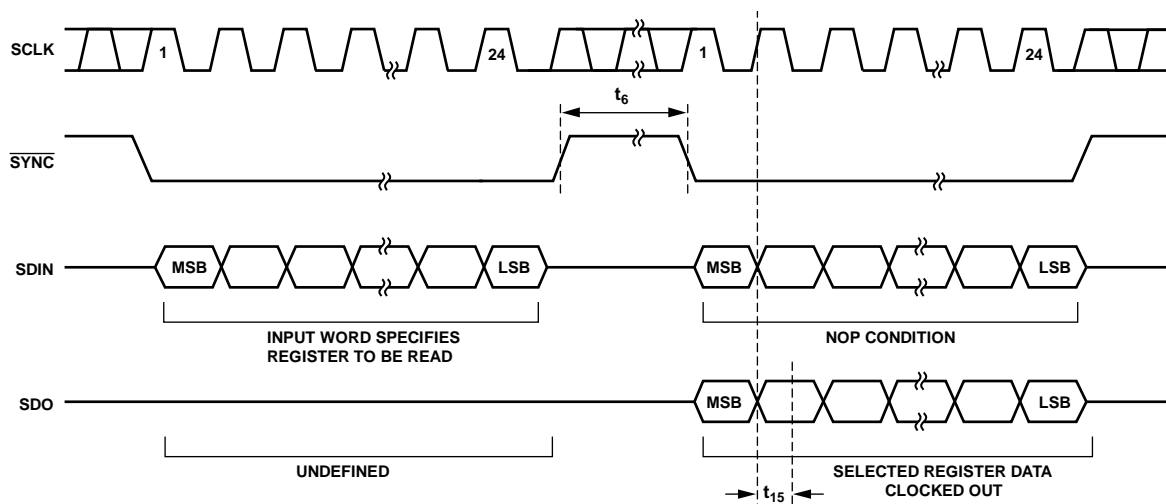 SCLK
1
24
1
24
t6
SYNC
SDIN
MSB
LSB
MSB
LSB
INPUT WORD SPECIFIES
REGISTER TO BE READ
NOP CONDITION
SDO
MSB
LSB
UNDEFINED
SELECTED REGISTER DATA
CLOCKED OUT
t15